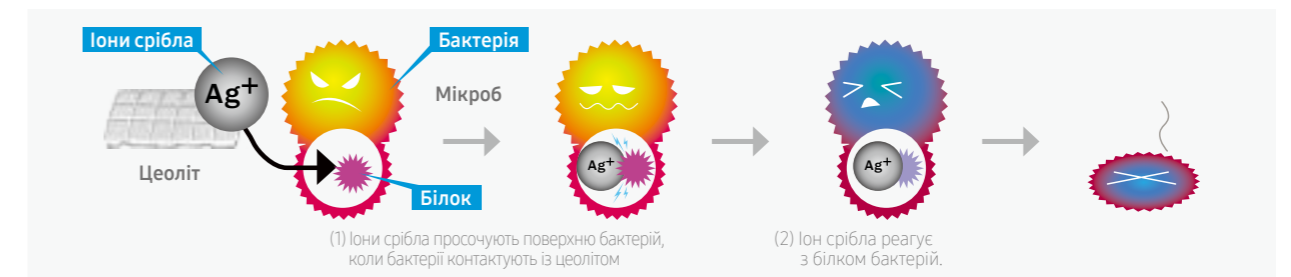 Іони срібла
Бактерія
Ag+
Мікроб
Цеоліт
Білок
Ag+
Ag+
(1) Іони срібла просочують поверхню бактерій,
коли бактерії контактують із цеолітом
(2) Іон срібла реагує
з білком бактерій.